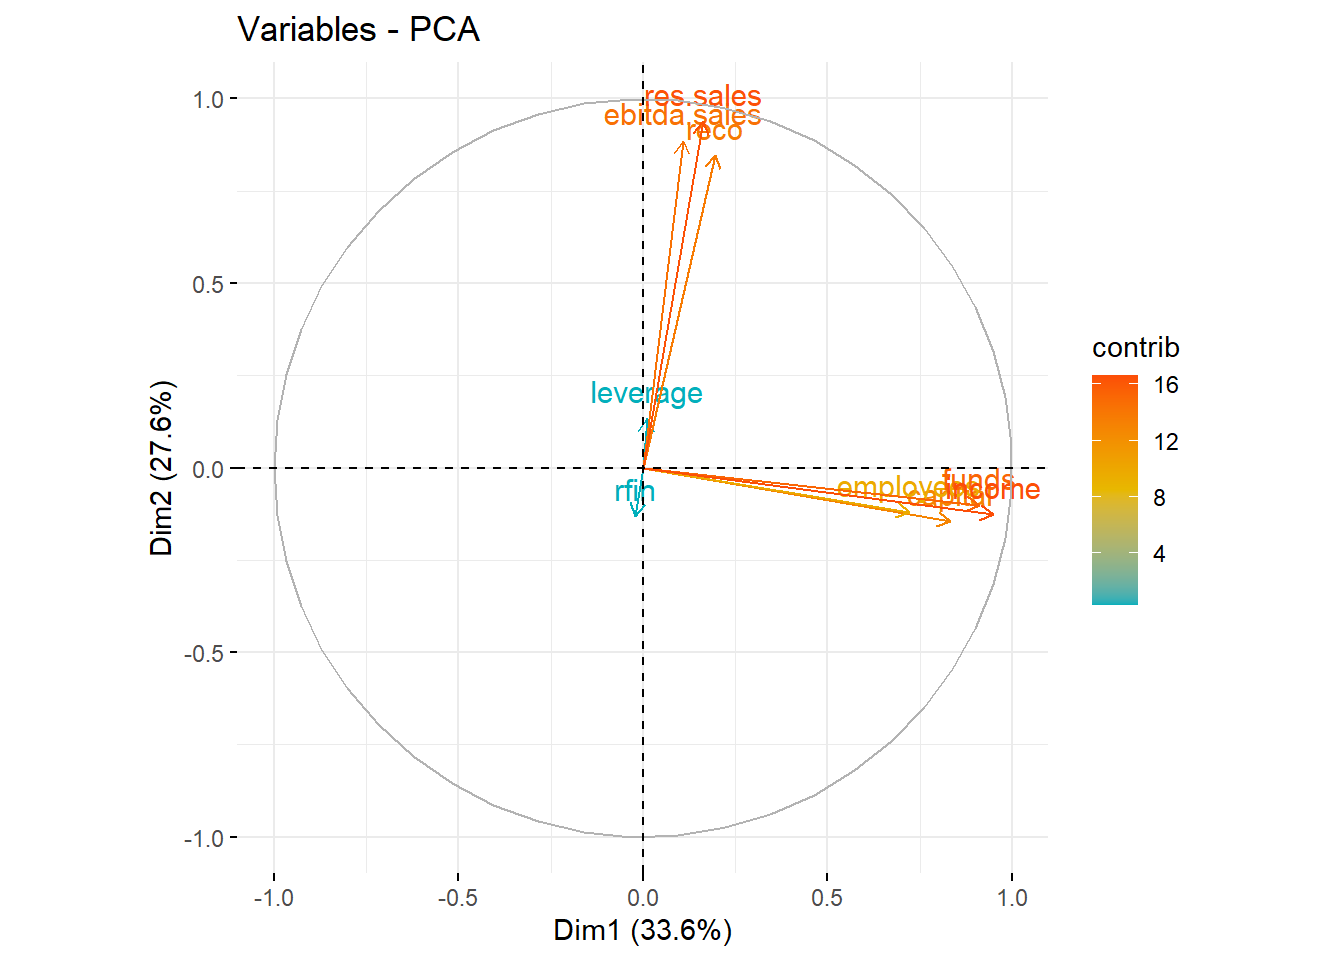 Variables - PCA
1.0
0.5
0.0
-0.5
-1.0
Dim2 (27.6%)
res.sales
ebitda.sales
reco
leverage
rfin
employees
funds
capital
income
-1.0
-0.5
0.0
0.5
1.0
Dim1 (33.6%)
contrib
16
12
8
4